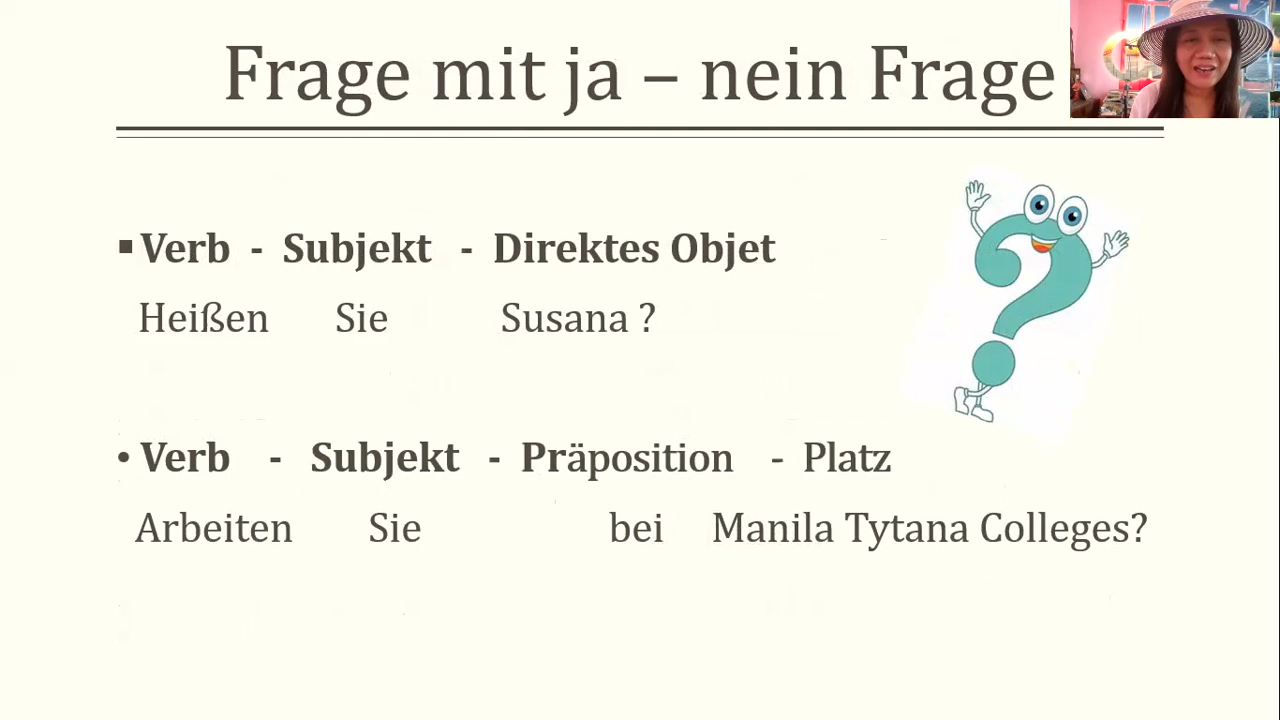 Frage mit ja – nein Frage
▪ Verb - Subjekt - Direktes Objet
Heißen Sie Susana ?
• Verb - Subjekt - Präposition - Platz
Arbeiten Sie bei Manila Tytana Colleges?